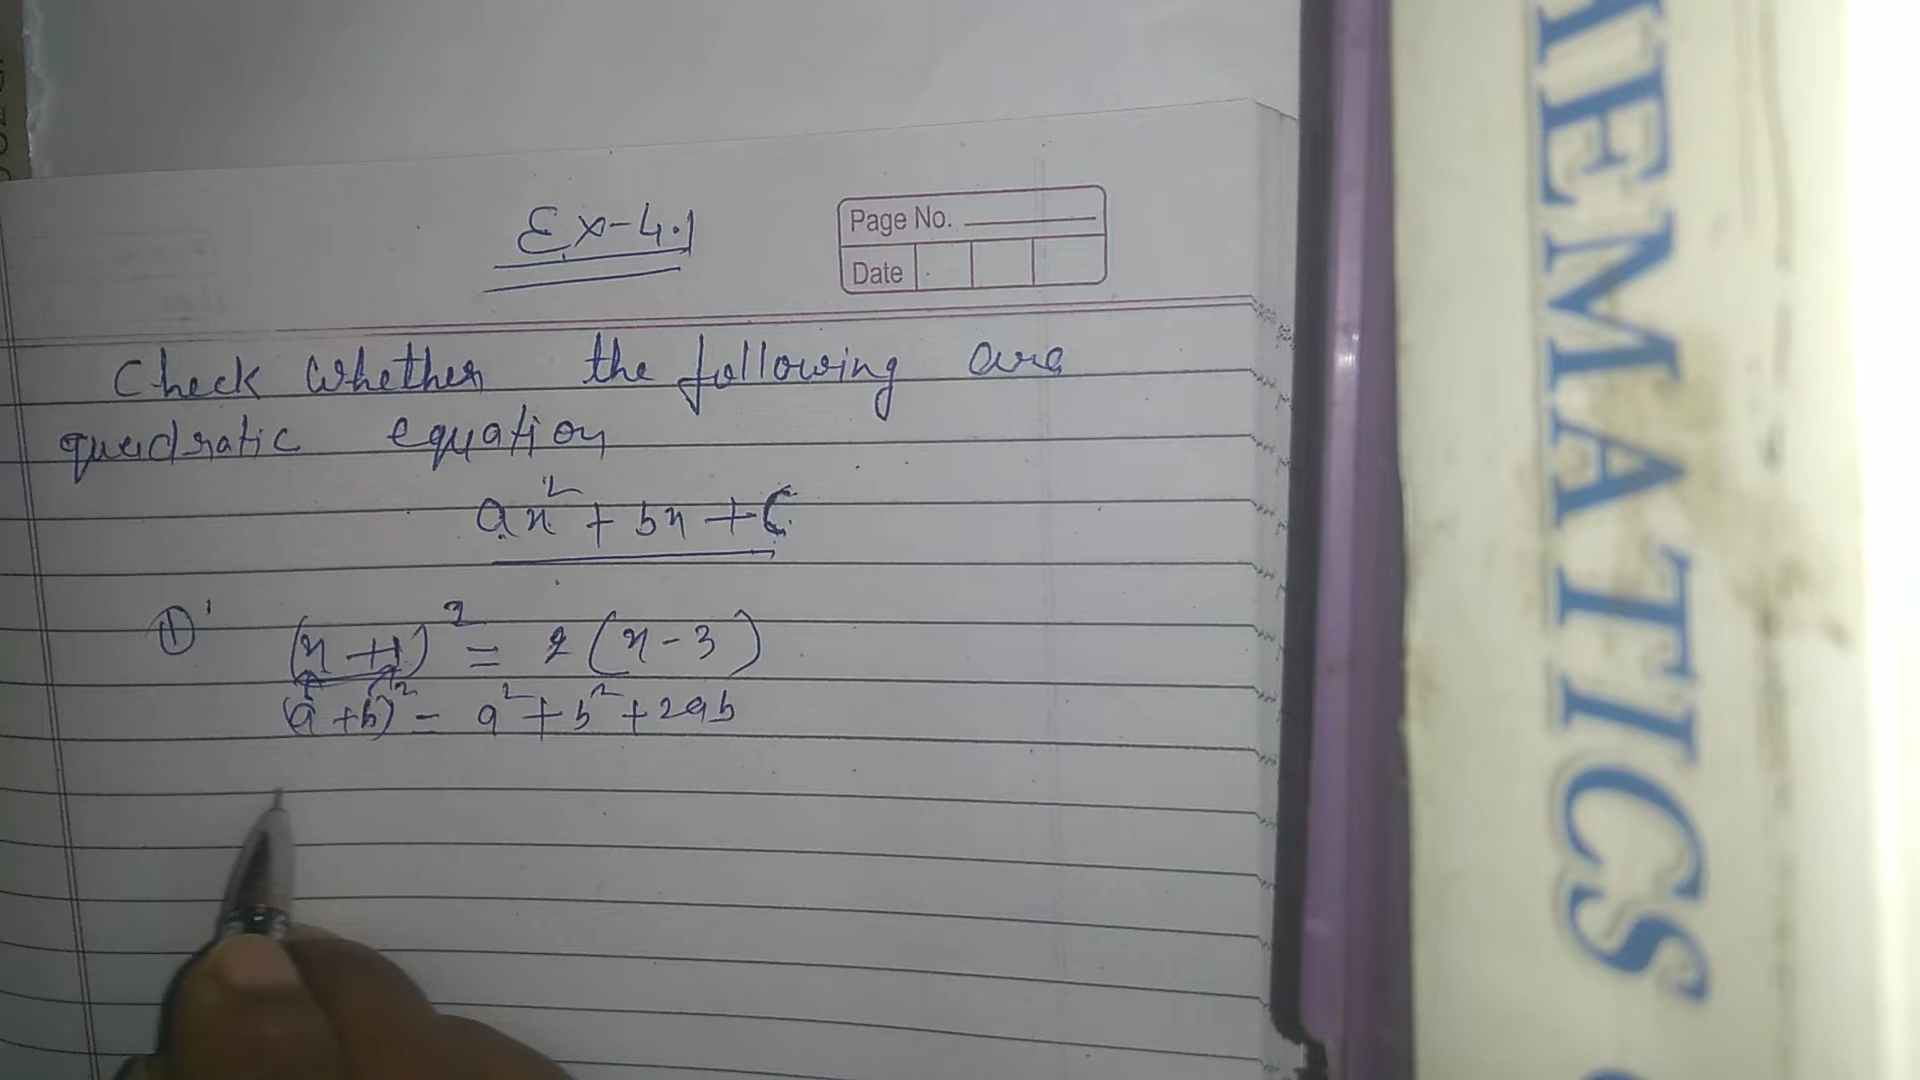 Ex-4.1
Page No.
Date
Check whether the following are
quadratic equation
ax² + bx + c
① (x+1)² = 2(x-3)
(a+b)² = a² + b² + 2ab
EMATICS